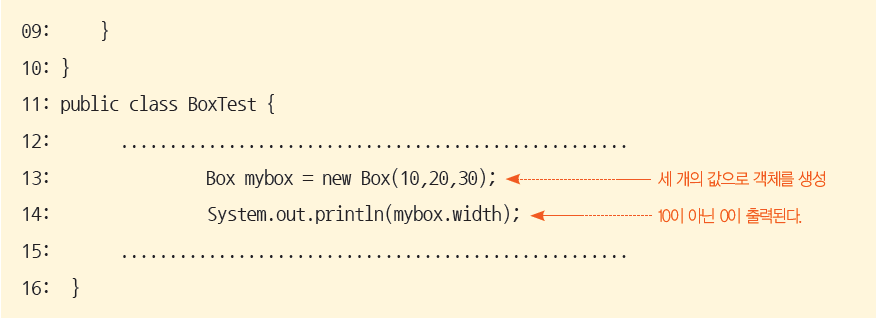 09:     }
10: }
11: public class BoxTest {
12:       ....................................................
13:               Box mybox = new Box(10,20,30); 세 개의 값으로 객체를 생성
14:               System.out.println(mybox.width); 10이 아닌 0이 출력된다.
15:       ....................................................
16:  }